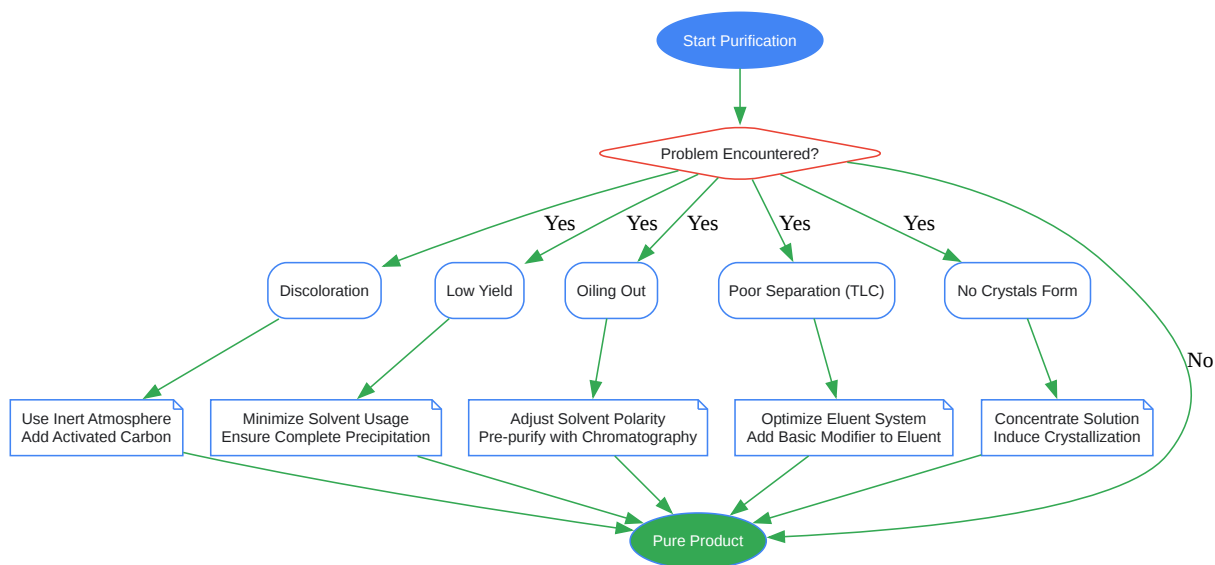 Start Purification
Problem Encountered?
Yes
Yes
Yes
Yes
Yes
Discoloration
Low Yield
Oiling Out
Poor Separation (TLC)
No Crystals Form
No
Use Inert Atmosphere
Add Activated Carbon
Minimize Solvent Usage
Ensure Complete Precipitation
Adjust Solvent Polarity
Pre-purify with Chromatography
Optimize Eluent System
Add Basic Modifier to Eluent
Concentrate Solution
Induce Crystallization
Pure Product